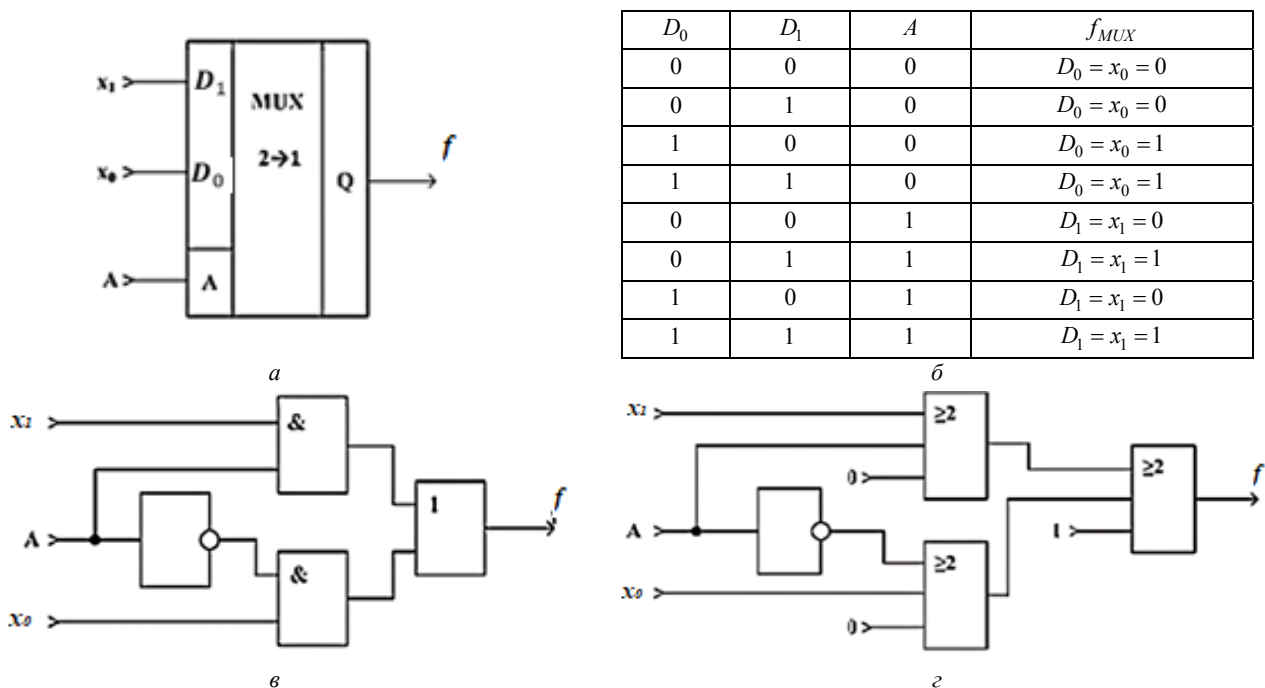 x₁ D₁ MUX 2→1 Q f
x₀ D₀
A A
а
D₀ D₁ A f_MUX
0 0 0 D₀ = x₀ = 0
0 1 0 D₀ = x₀ = 0
1 0 0 D₀ = x₀ = 1
1 1 0 D₀ = x₀ = 1
0 0 1 D₁ = x₁ = 0
0 1 1 D₁ = x₁ = 1
1 0 1 D₁ = x₁ = 0
1 1 1 D₁ = x₁ = 1
б
x₁ &
1 f
A
&
x₀
в
x₁ ≥2
0
≥2 f
A 1
≥2
x₀
0
г